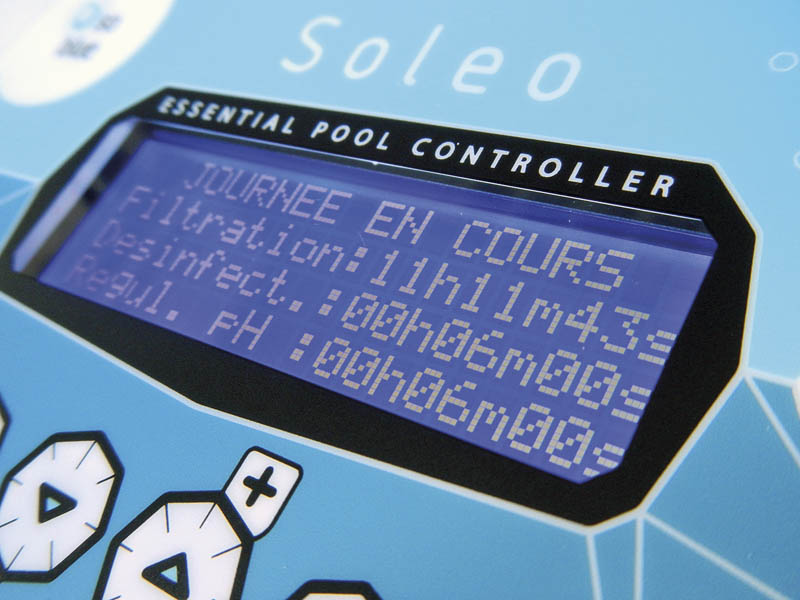 Soleo
ESSENTIAL POOL CONTROLLER
JOURNEE EN COURS
Filtration:11h11m43s
Desinfect.:00h06m00s
Regul. pH :00h06m00s